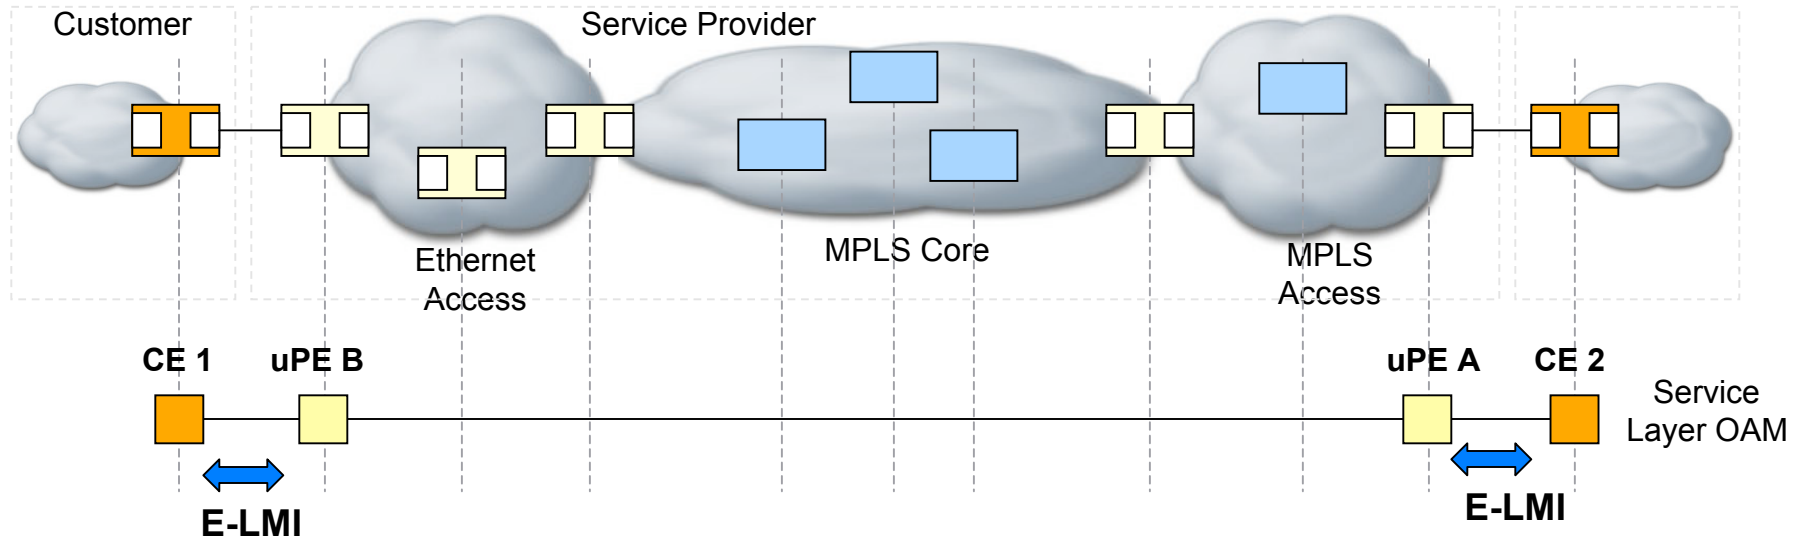 Customer
Service Provider
Ethernet
Access
MPLS Core
MPLS
Access
CE 1
uPE B
uPE A
CE 2
Service
Layer OAM
E-LMI
E-LMI